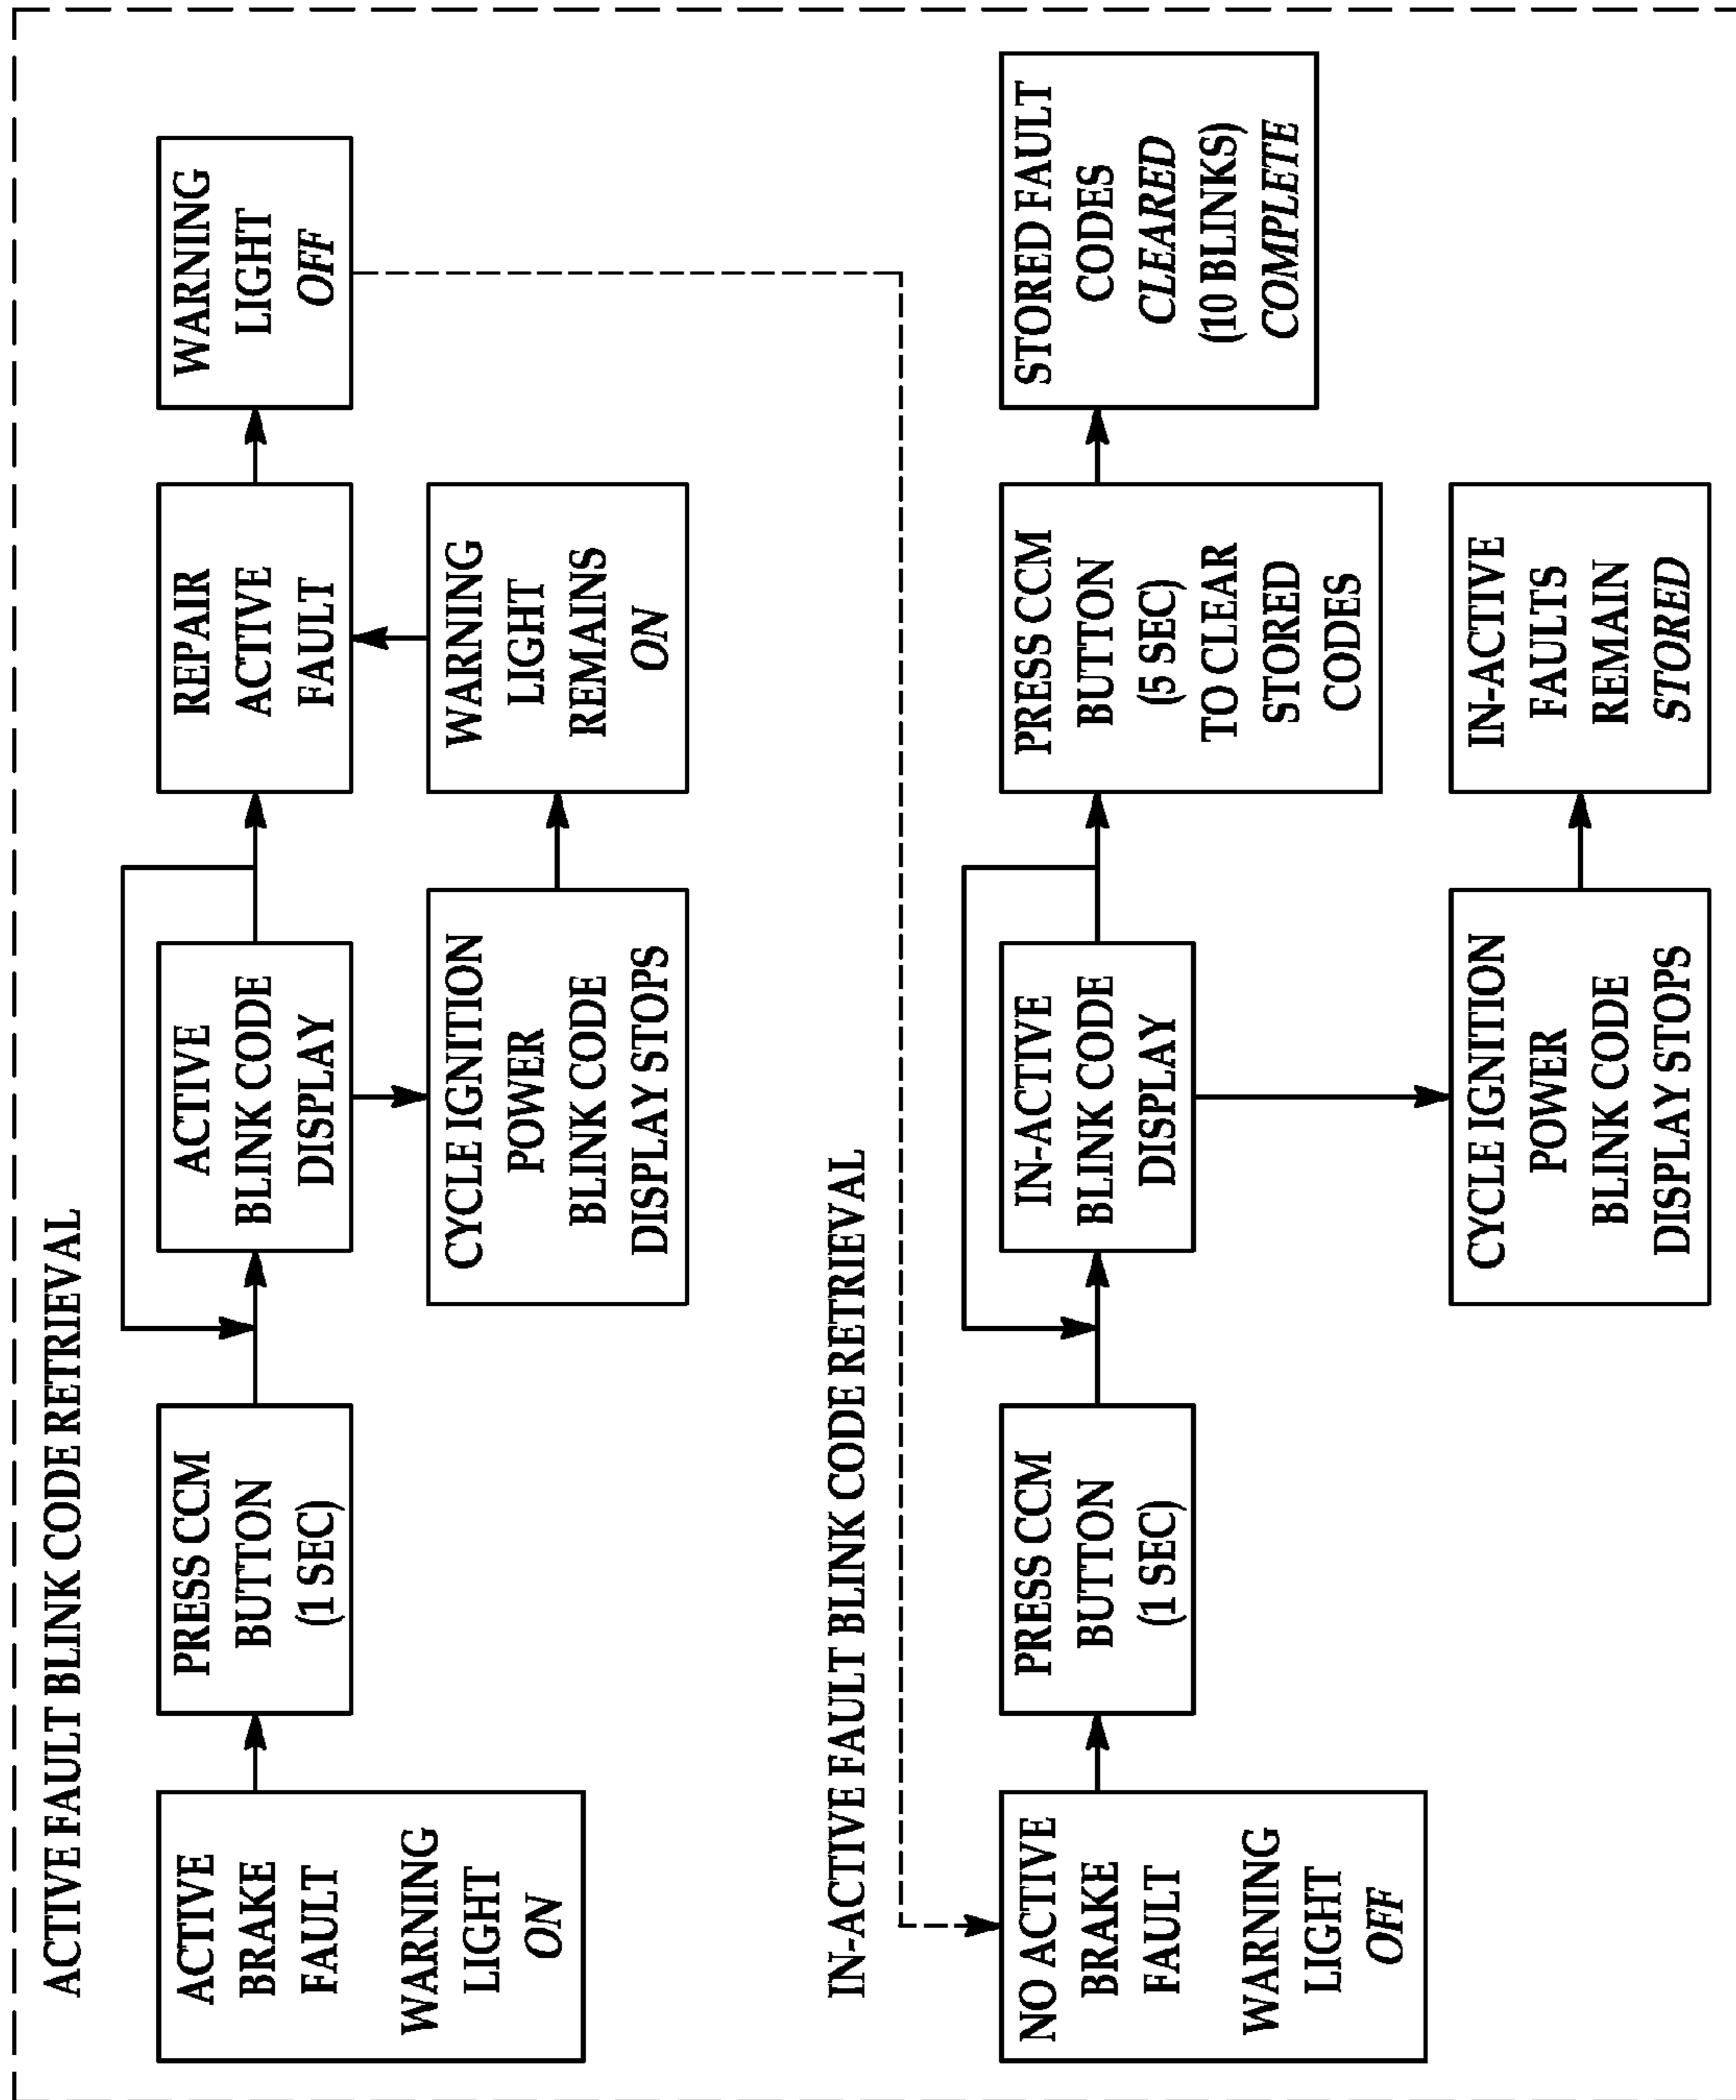 ACTIVE FAULT BLINK CODE RETRIEVAL
ACTIVE
BRAKE
FAULT
WARNING
LIGHT
ON
PRESS CCM
BUTTON
(1 SEC)
ACTIVE
BLINK CODE
DISPLAY
REPAIR
ACTIVE
FAULT
WARNING
LIGHT
OFF
CYCLE IGNITION
POWER
BLINK CODE
DISPLAY STOPS
WARNING
LIGHT
REMAINS
ON
IN-ACTIVE FAULT BLINK CODE RETRIEVAL
NO ACTIVE
BRAKE
FAULT
WARNING
LIGHT
OFF
PRESS CCM
BUTTON
(1 SEC)
IN-ACTIVE
BLINK CODE
DISPLAY
PRESS CCM
BUTTON
(5 SEC)
TO CLEAR
STORED
CODES
STORED FAULT
CODES
CLEARED
(10 BLINKS)
COMPLETE
CYCLE IGNITION
POWER
BLINK CODE
DISPLAY STOPS
IN-ACTIVE
FAULTS
REMAIN
STORED